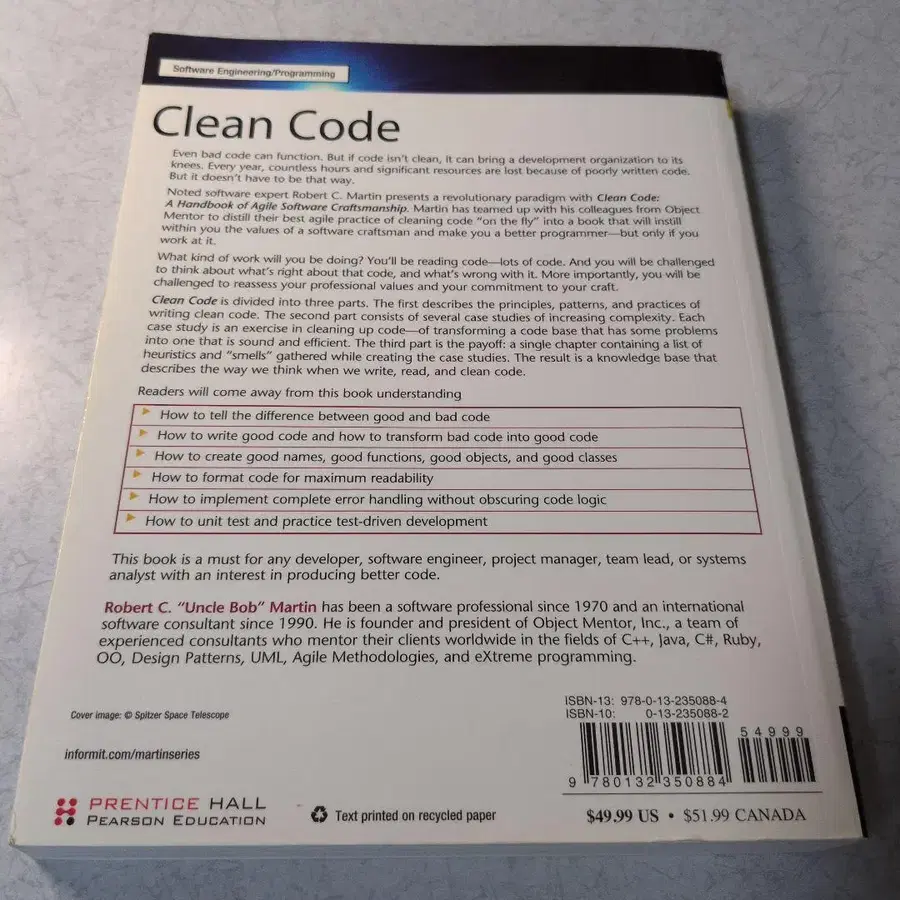 Software Engineering/Programming
Clean Code
Even bad code can function. But if code isn't clean, it can bring a development organization to its
knees. Every year, countless hours and significant resources are lost because of poorly written code.
But it doesn't have to be that way.
Noted software expert Robert C. Martin presents a revolutionary paradigm with Clean Code:
A Handbook of Agile Software Craftsmanship. Martin has teamed up with his colleagues from Object
Mentor to distill their best agile practice of cleaning code "on the fly" into a book that will instill
within you the values of a software craftsman and make you a better programmer—but only if you
work at it.
What kind of work will you be doing? You'll be reading code—lots of code. And you will be challenged
to think about what's right about that code, and what's wrong with it. More importantly, you will be
challenged to reassess your professional values and your commitment to your craft.
Clean Code is divided into three parts. The first describes the principles, patterns, and practices of
writing clean code. The second part consists of several case studies of increasing complexity. Each
case study is an exercise in cleaning up code—of transforming a code base that has some problems
into one that is sound and efficient. The third part is the payoff: a single chapter containing a list of
heuristics and "smells" gathered while creating the case studies. The result is a knowledge base that
describes the way we think when we write, read, and clean code.
Readers will come away from this book understanding
How to tell the difference between good and bad code
How to write good code and how to transform bad code into good code
How to create good names, good functions, good objects, and good classes
How to format code for maximum readability
How to implement complete error handling without obscuring code logic
How to unit test and practice test-driven development
This book is a must for any developer, software engineer, project manager, team lead, or systems
analyst with an interest in producing better code.
Robert C. "Uncle Bob" Martin has been a software professional since 1970 and an international
software consultant since 1990. He is founder and president of Object Mentor, Inc., a team of
experienced consultants who mentor their clients worldwide in the fields of C++, Java, C#, Ruby,
OO, Design Patterns, UML, Agile Methodologies, and eXtreme programming.
Cover image: © Spitzer Space Telescope
informit.com/martinseries
PRENTICE HALL
PEARSON EDUCATION
Text printed on recycled paper
ISBN-13: 978-0-13-235088-4
ISBN-10: 0-13-235088-2
54999
9 780132 350884
$49.99 US • $51.99 CANADA